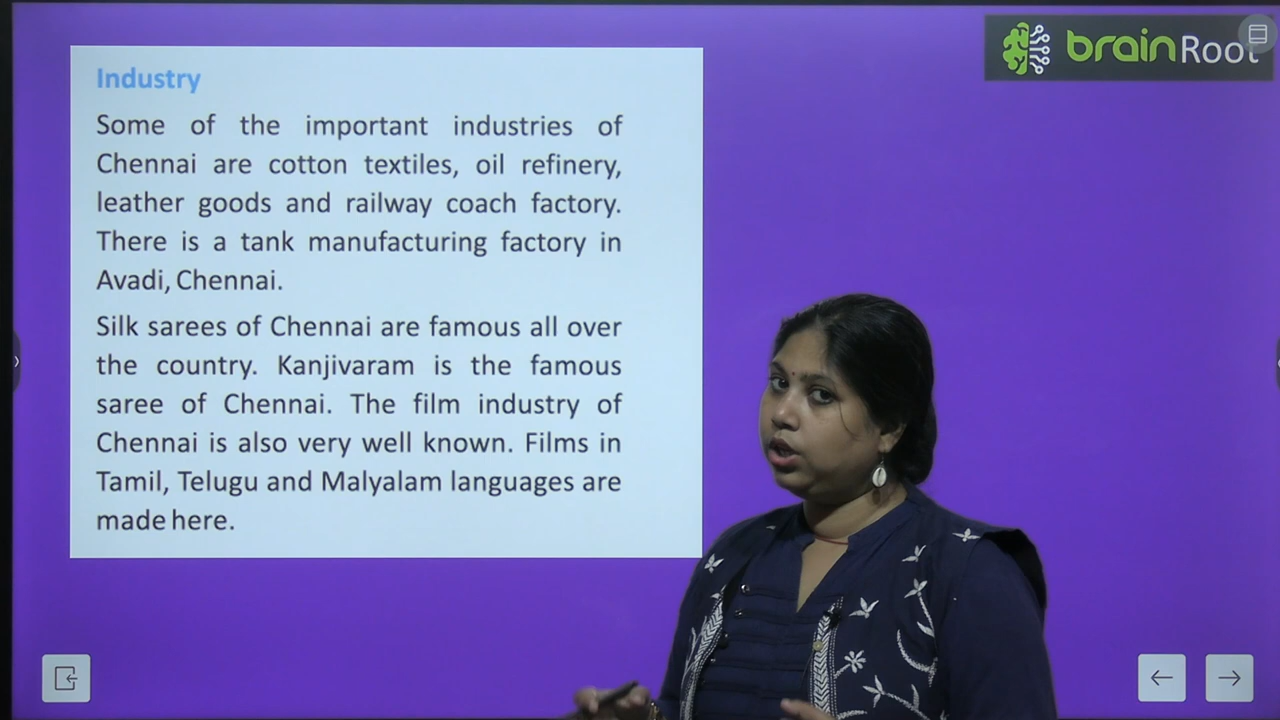 brainRoot
Industry
Some of the important industries of
Chennai are cotton textiles, oil refinery,
leather goods and railway coach factory.
There is a tank manufacturing factory in
Avadi, Chennai.
Silk sarees of Chennai are famous all over
the country. Kanjivaram is the famous
saree of Chennai. The film industry of
Chennai is also very well known. Films in
Tamil, Telugu and Malyalam languages are
made here.